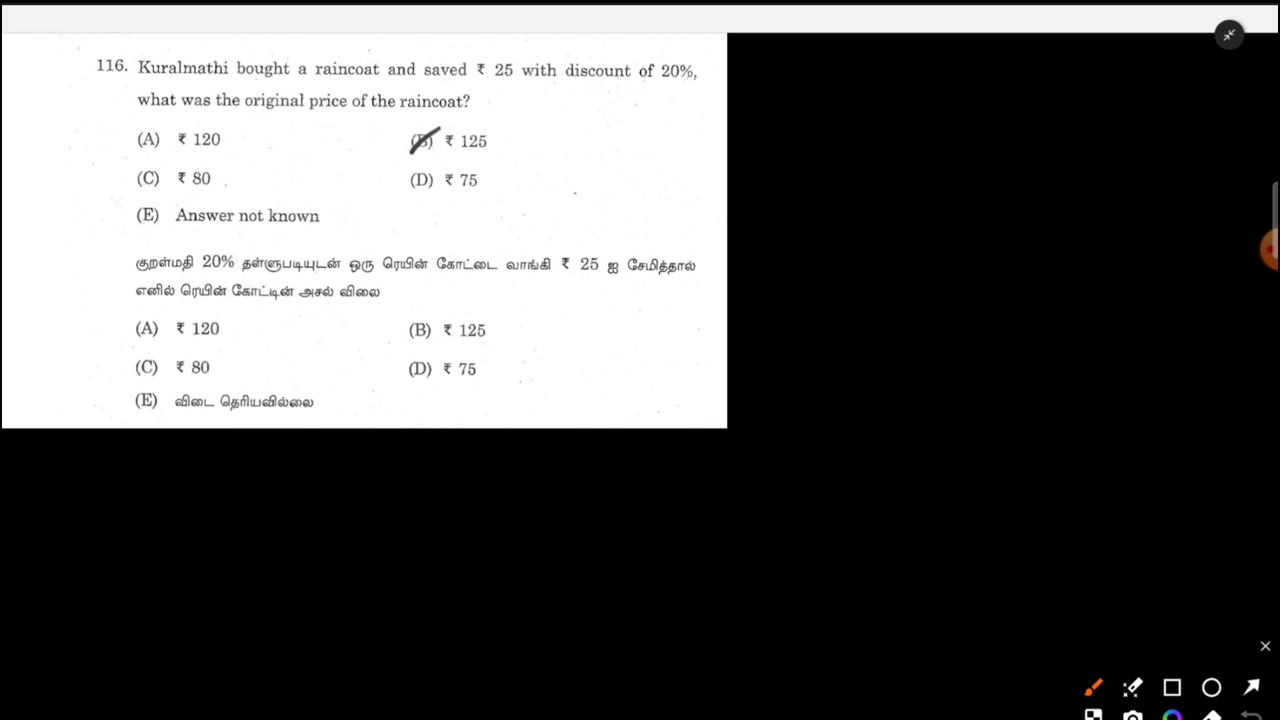 116. Kuralmathi bought a raincoat and saved ₹ 25 with discount of 20%,
what was the original price of the raincoat?
(A) ₹ 120 (B) ₹ 125
(C) ₹ 80 (D) ₹ 75
(E) Answer not known
குறள்மதி 20% தள்ளுபடியுடன் ஒரு ரெயின் கோட்டை வாங்கி ₹ 25 ஐ சேமித்தால்
எனில் ரெயின் கோட்டின் அசல் விலை
(A) ₹ 120 (B) ₹ 125
(C) ₹ 80 (D) ₹ 75
(E) விடை தெரியவில்லை